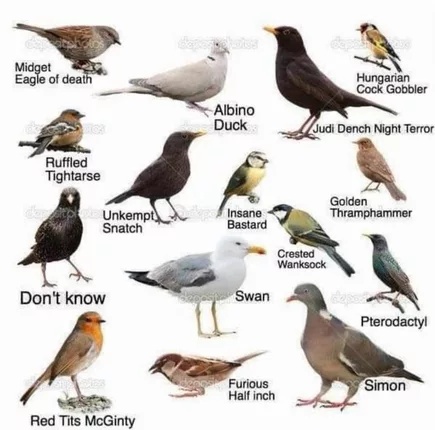 Midget
Eagle of death
Albino
Duck
Hungarian
Cock Gobbler
Judi Dench Night Terror
Ruffled
Tightarse
Unkempt
Snatch
Insane
Bastard
Golden
Thramphammer
Crested
Wanksock
Don't know
Swan
Pterodactyl
Red Tits McGinty
Furious
Half inch
Simon